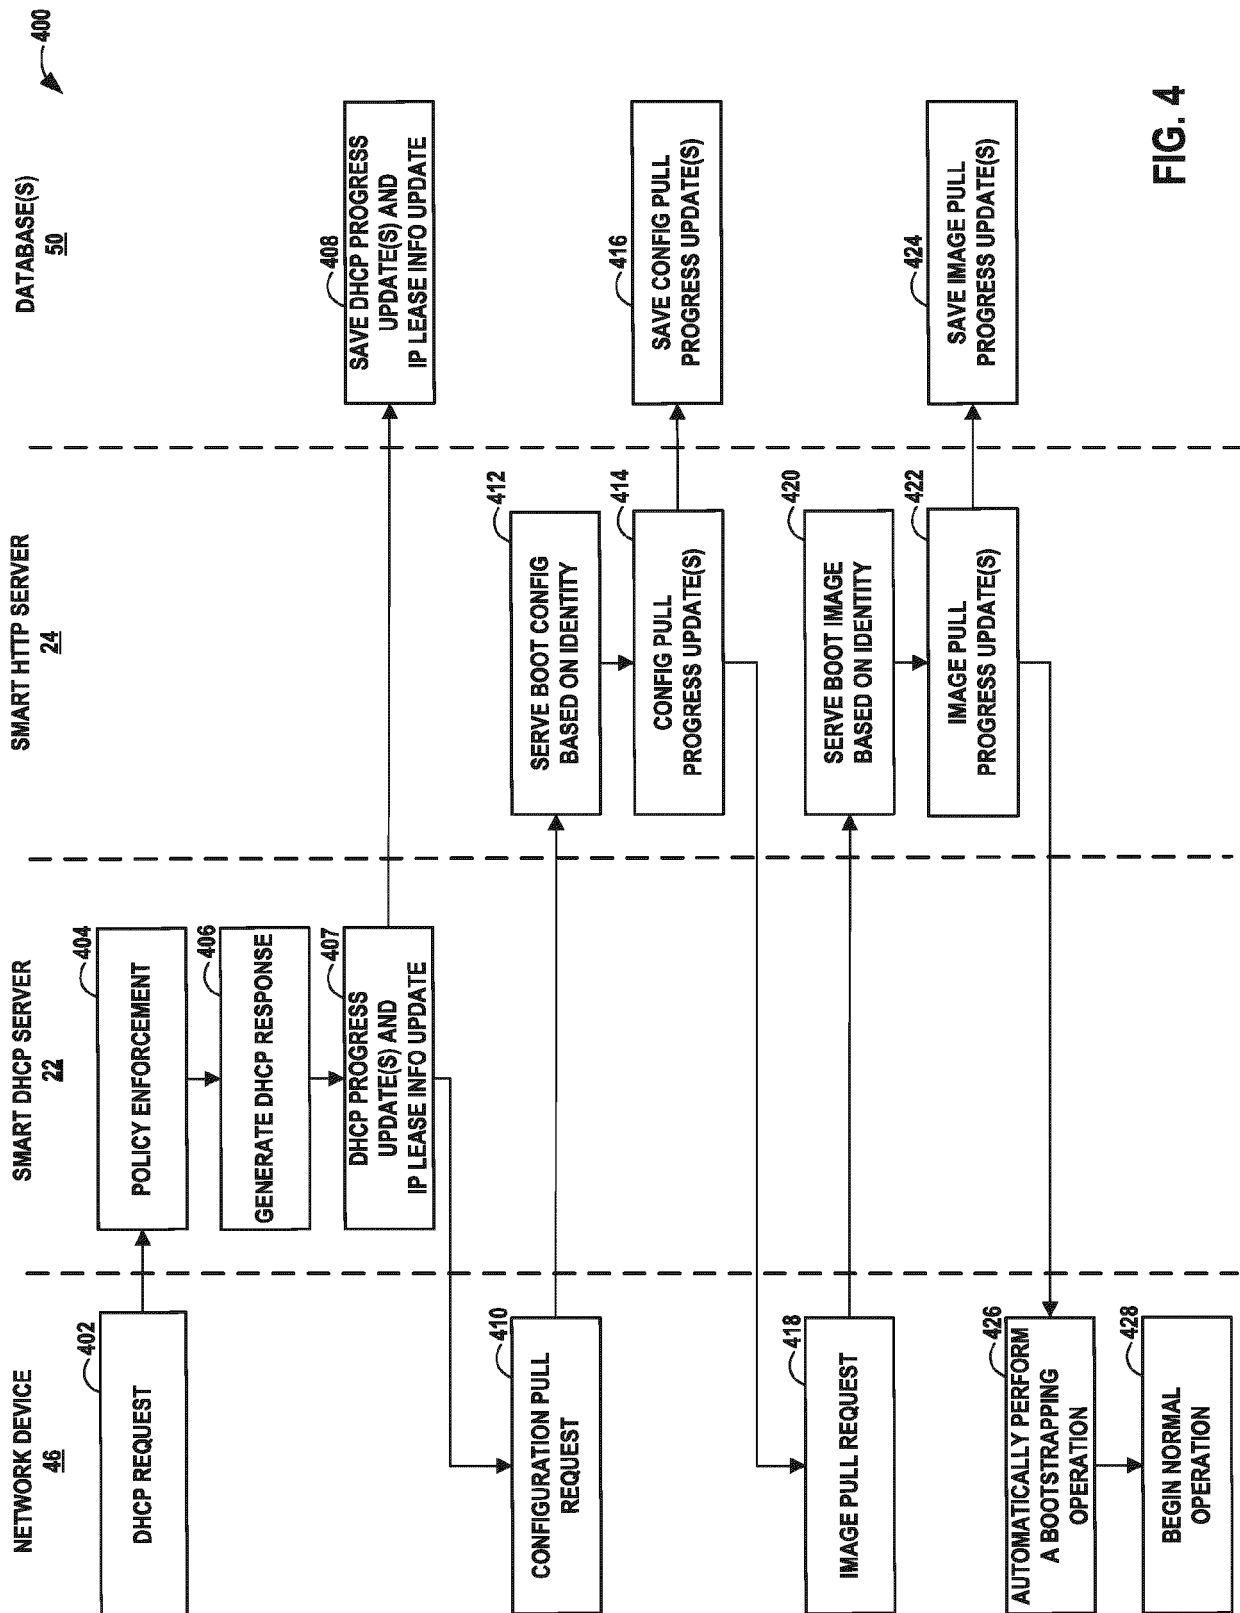 400
NETWORK DEVICE
46
SMART DHCP SERVER
22
SMART HTTP SERVER
24
DATABASE(S)
50
402
DHCP REQUEST
404
POLICY ENFORCEMENT
406
GENERATE DHCP RESPONSE
407
DHCP PROGRESS
UPDATE(S) AND
IP LEASE INFO UPDATE
408
SAVE DHCP PROGRESS
UPDATE(S) AND
IP LEASE INFO UPDATE
410
CONFIGURATION PULL
REQUEST
412
SERVE BOOT CONFIG
BASED ON IDENTITY
414
CONFIG PULL
PROGRESS UPDATE(S)
416
SAVE CONFIG PULL
PROGRESS UPDATE(S)
418
IMAGE PULL REQUEST
420
SERVE BOOT IMAGE
BASED ON IDENTITY
422
IMAGE PULL
PROGRESS UPDATE(S)
424
SAVE IMAGE PULL
PROGRESS UPDATE(S)
426
AUTOMATICALLY PERFORM
A BOOTSTRAPPING
OPERATION
428
BEGIN NORMAL
OPERATION
FIG. 4